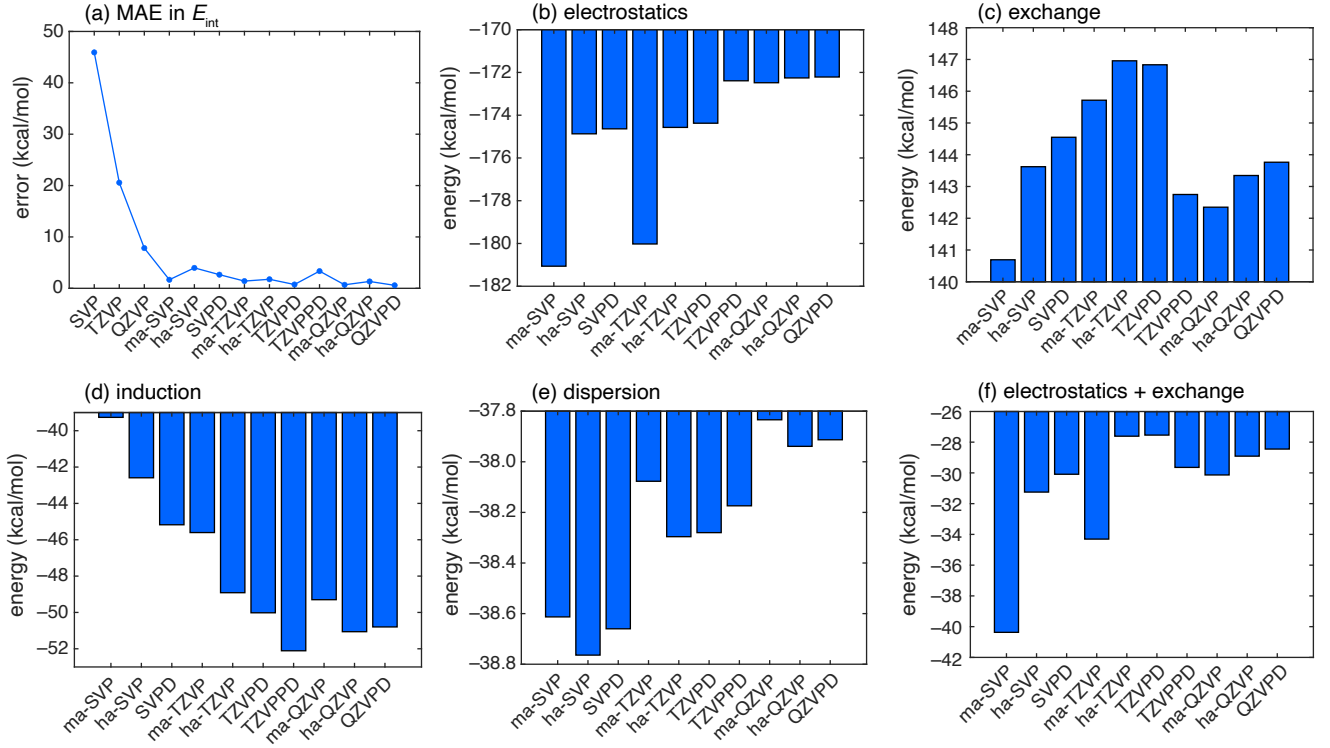 (a) MAE in Eint
error (kcal/mol)
50
40
30
20
10
0
SVP
TZVP
QZVP
ma-SVP
ha-SVP
SVPD
ma-TZVP
ha-TZVP
TZVPD
TZVPPD
ma-QZVP
ha-QZVP
QZVPD
(b) electrostatics
energy (kcal/mol)
−170
−172
−174
−176
−178
−180
−182
ma-SVP
ha-SVP
SVPD
ma-TZVP
ha-TZVP
TZVPD
TZVPPD
ma-QZVP
ha-QZVP
QZVPD
(c) exchange
energy (kcal/mol)
148
147
146
145
144
143
142
141
140
ma-SVP
ha-SVP
SVPD
ma-TZVP
ha-TZVP
TZVPD
TZVPPD
ma-QZVP
ha-QZVP
QZVPD
(d) induction
energy (kcal/mol)
−40
−42
−44
−46
−48
−50
−52
ma-SVP
ha-SVP
SVPD
ma-TZVP
ha-TZVP
TZVPD
TZVPPD
ma-QZVP
ha-QZVP
QZVPD
(e) dispersion
energy (kcal/mol)
−37.8
−38.0
−38.2
−38.4
−38.6
−38.8
ma-SVP
ha-SVP
SVPD
ma-TZVP
ha-TZVP
TZVPD
TZVPPD
ma-QZVP
ha-QZVP
QZVPD
(f) electrostatics + exchange
energy (kcal/mol)
−26
−28
−30
−32
−34
−36
−38
−40
−42
ma-SVP
ha-SVP
SVPD
ma-TZVP
ha-TZVP
TZVPD
TZVPPD
ma-QZVP
ha-QZVP
QZVPD